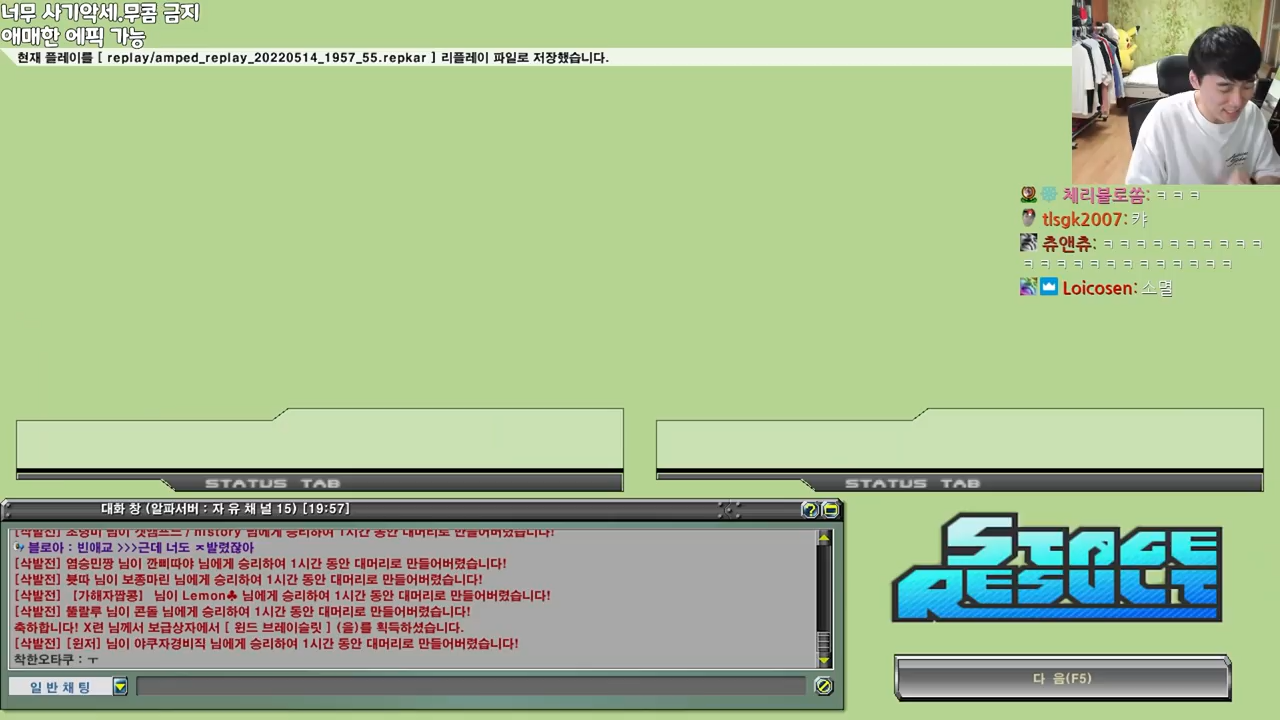 너무 사기악세,무콤 금지
애매한 에픽 가능
현재 플레이를 [ replay/amped_replay_20220514_1957_55.repkar ] 리플레이 파일로 저장했습니다.
체리블로쏨: ㅋㅋㅋ
tlsgk2007: 캬
츄앤츄: ㅋㅋㅋㅋㅋㅋㅋㅋㅋㅋ
ㅋㅋㅋㅋㅋㅋㅋㅋㅋㅋㅋㅋㅋ
Loicosen: 소멸
STATUS TAB
STATUS TAB
대화 창 (알파서버 : 자 유 채 널 15) [19:57]
블로아 : 빈애교 >>>근데 너도 ㅈ발렸잖아
[삭발전] 염승민짱 님이 깐삐따야 님에게 승리하여 1시간 동안 대머리로 만들어버렸습니다!
[삭발전] 븟따 님이 보종마린 님에게 승리하여 1시간 동안 대머리로 만들어버렸습니다!
[삭발전] [가해자짬콩] 님이 Lemon♣ 님에게 승리하여 1시간 동안 대머리로 만들어버렸습니다!
[삭발전] 뿔랄루 님이 콘돌 님에게 승리하여 1시간 동안 대머리로 만들어버렸습니다!
축하합니다! X련 님께서 보급상자에서 [ 윈드 브레이슬릿 ] (을)를 획득하셨습니다.
[삭발전] [윈저] 님이 야쿠자경비직 님에게 승리하여 1시간 동안 대머리로 만들어버렸습니다!
착한오타쿠 : ㅜ
일 반 채 팅
STAGE
RESULT
다 음(F5)